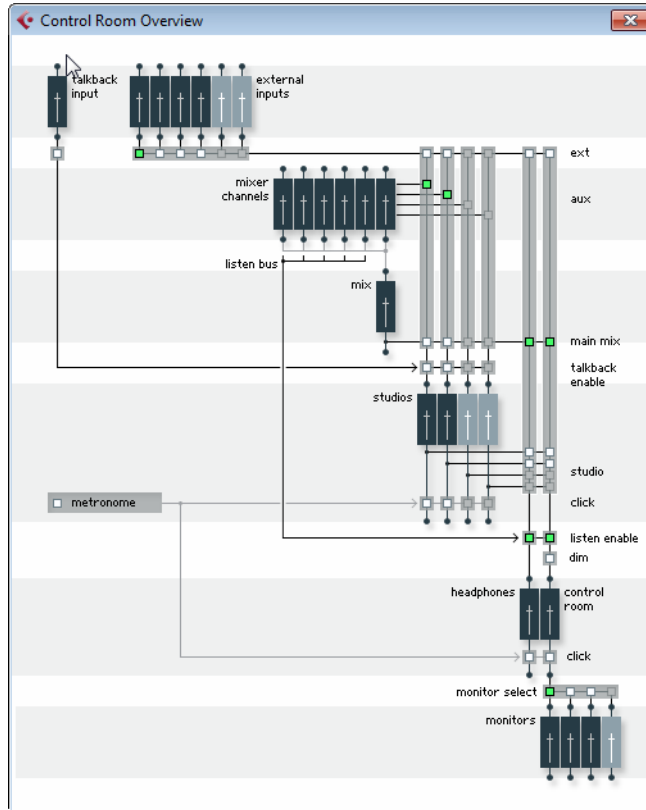 Control Room Overview
talkback
input
external
inputs
ext
mixer
channels
aux
listen bus
mix
main mix
talkback
enable
studios
studio
metronome
click
listen enable
dim
headphones
control
room
click
monitor select
monitors